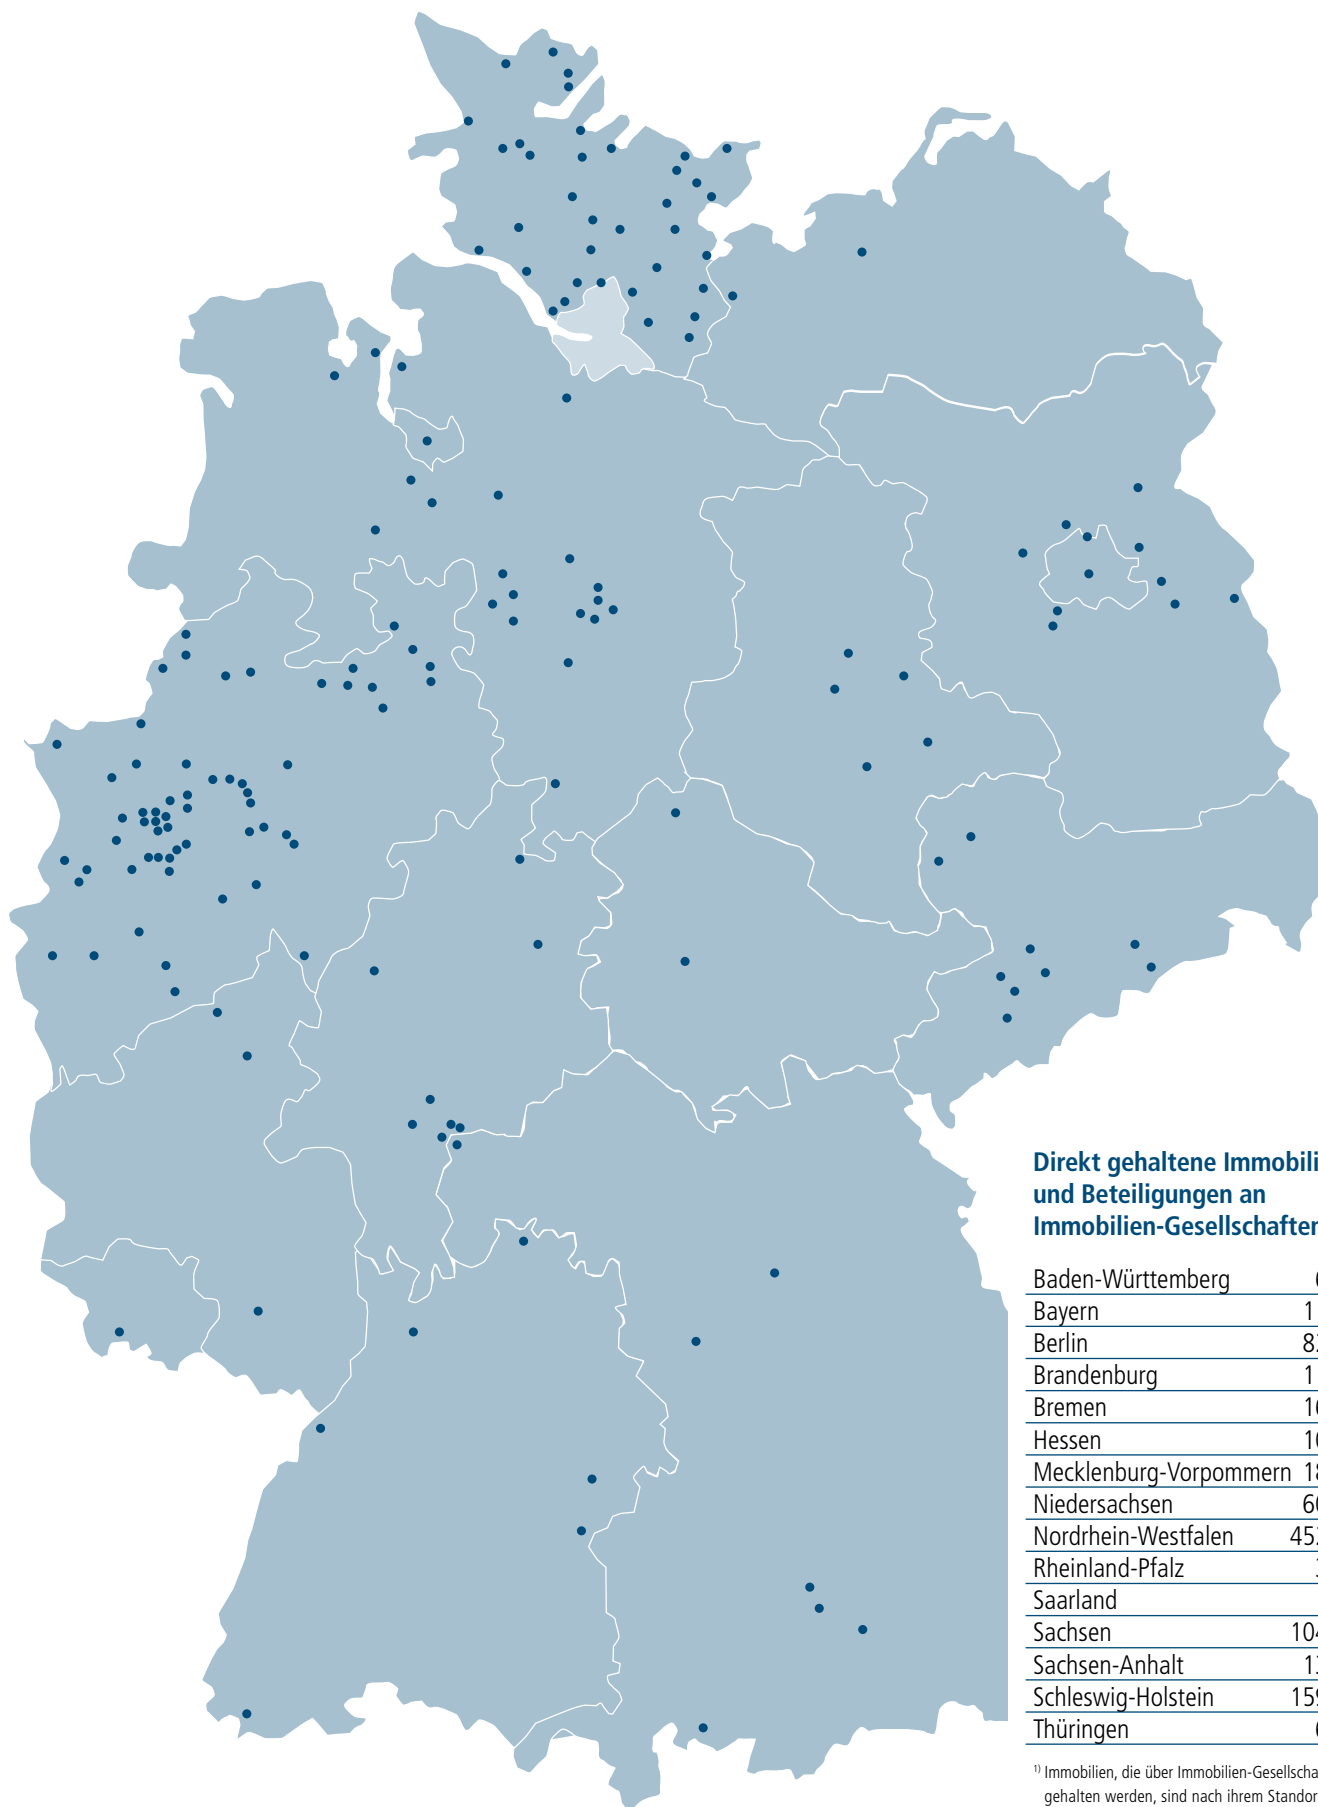 Direkt gehaltene Immobili
und Beteiligungen an
Immobilien-Gesellschaften
Baden-Württemberg
Bayern
Berlin
Brandenburg
Bremen
Hessen
Mecklenburg-Vorpommern
Niedersachsen
Nordrhein-Westfalen
Rheinland-Pfalz
Saarland
Sachsen
Sachsen-Anhalt
Schleswig-Holstein
Thüringen
1) Immobilien, die über Immobilien-Gesellscha
gehalten werden, sind nach ihrem Standor